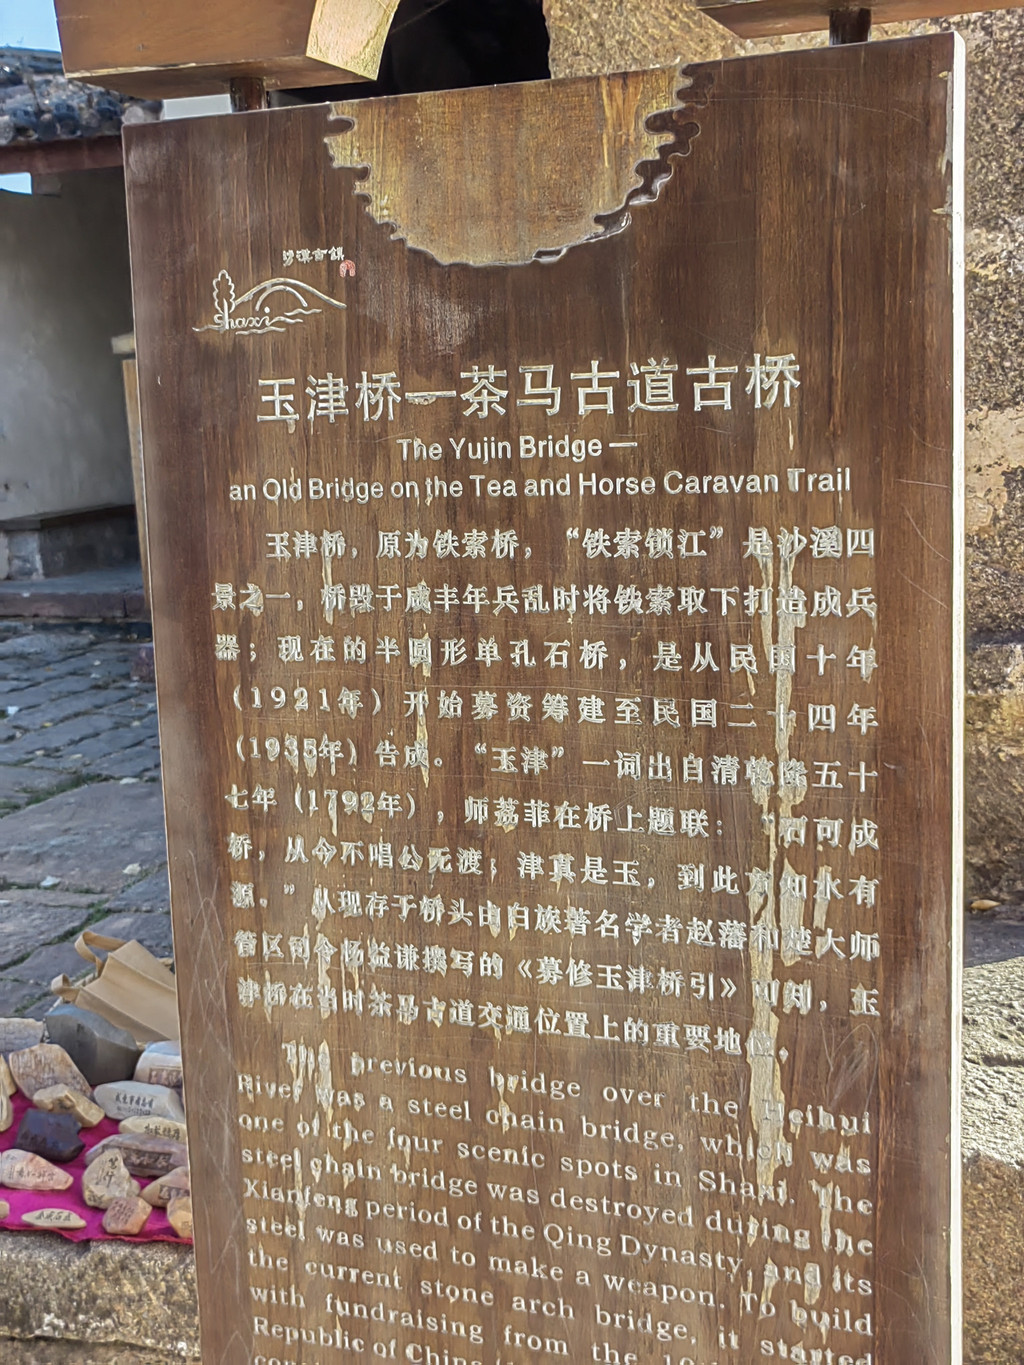 沙溪古镇
shaxi
玉津桥—茶马古道古桥
The Yujin Bridge —
an Old Bridge on the Tea and Horse Caravan Trail
玉津桥，原为铁索桥，“铁索锁江”是沙溪四
景之一，桥毁于咸丰年兵乱时将铁索取下打造成兵
器；现在的半圆形单孔石桥，是从民国十年
（1921年）开始募资筹建至民国二十四年
（1935年）告成。“玉津”一词出自清乾隆五十
七年（1792年），师荔菲在桥上题联：“有可成
桥，从今不唱公无渡；津真是玉，到此方知水有
源。”从现存于桥头由白族著名学者赵藩和楚大师
管区司令杨益谦撰写的《募修玉津桥引》可到，玉
津桥在当时茶马古道交通位置上的重要地位。
The previous bridge over the Heihui
River was a steel chain bridge, which was
one of the four scenic spots in Shaxi. The
steel chain bridge was destroyed during the
Xianfeng period of the Qing Dynasty, and its
steel was used to make a weapon. To build
the current stone arch bridge, it started
with fundraising from the 10th
Republic of China